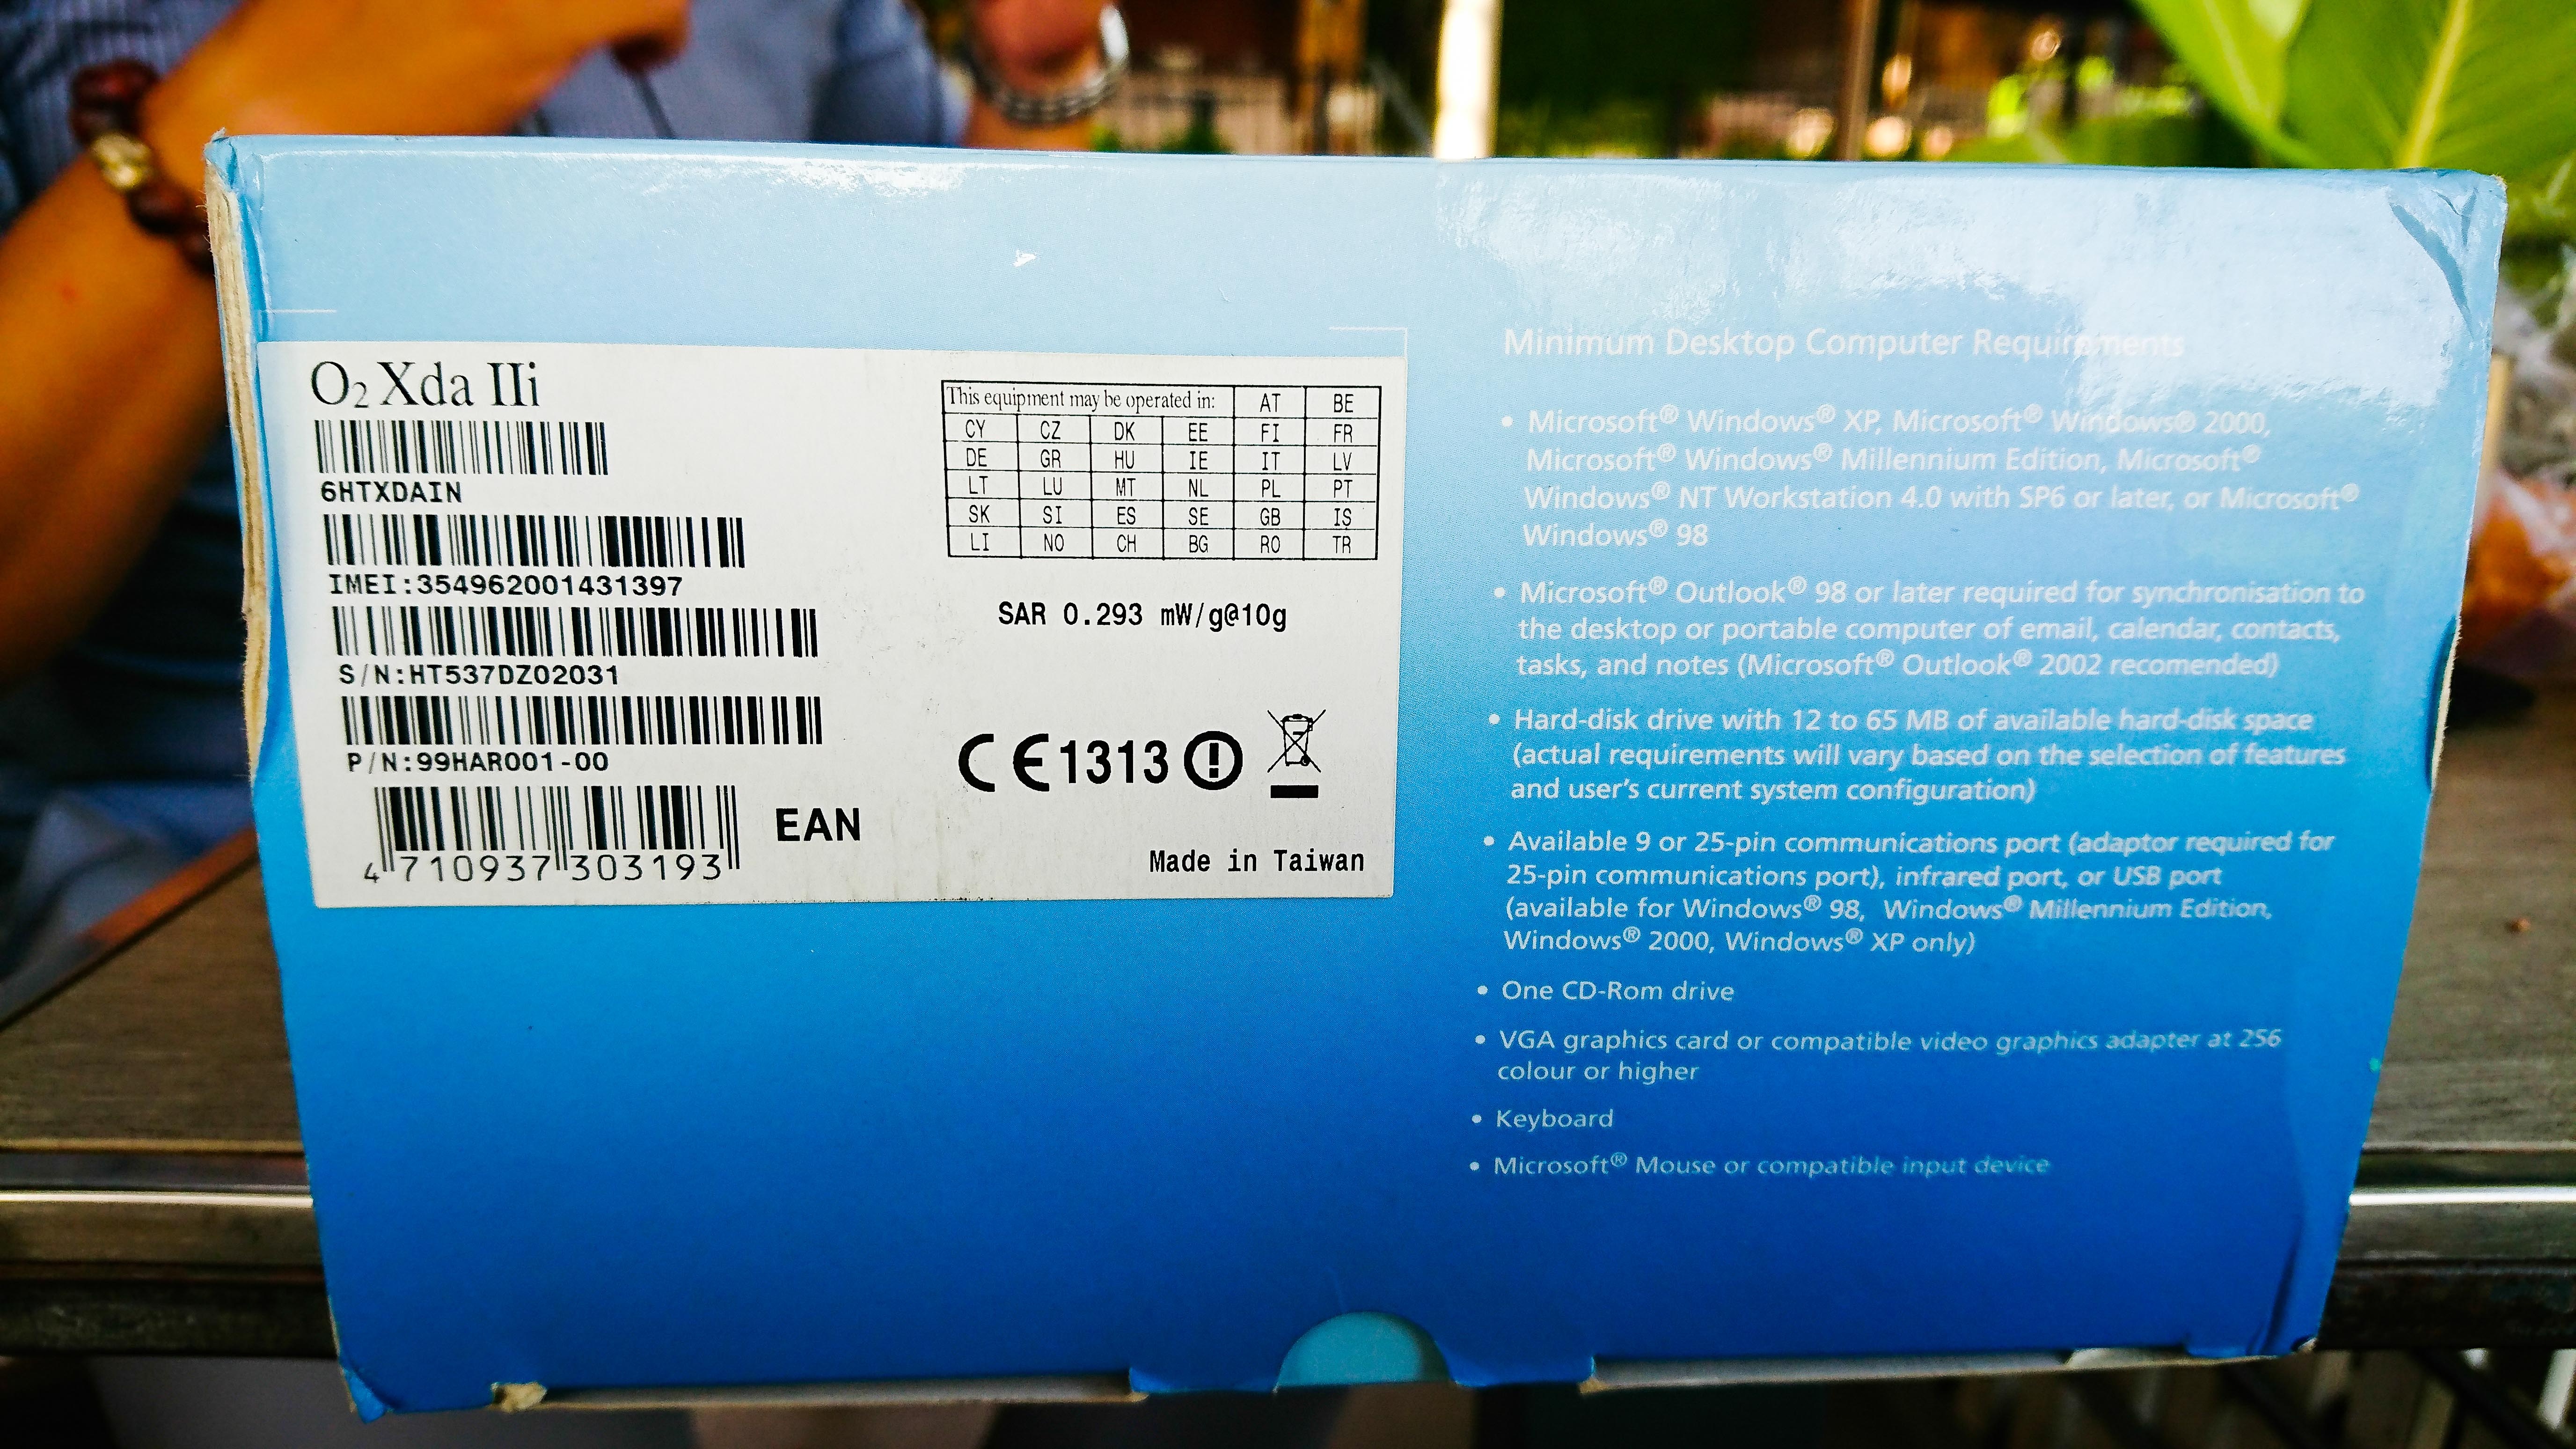 O2 Xda IIi
6HTXDAIN
IMEI:354962001431397
S/N:HT537DZ02031
P/N:99HAR001-00
4 710937 303193
EAN
This equipment may be operated in: AT BE
CY CZ DK EE FI FR
DE GR HU IE IT LV
LT LU MT NL PL PT
SK SI ES SE GB IS
LI NO CH BG RO TR
SAR 0.293 mW/g@10g
CE1313
Made in Taiwan
Minimum Desktop Computer Requirements
• Microsoft® Windows® XP, Microsoft® Windows® 2000,
Microsoft® Windows® Millennium Edition, Microsoft®
Windows® NT Workstation 4.0 with SP6 or later, or Microsoft®
Windows® 98
• Microsoft® Outlook® 98 or later required for synchronisation to
the desktop or portable computer of email, calendar, contacts,
tasks, and notes (Microsoft® Outlook® 2002 recomended)
• Hard-disk drive with 12 to 65 MB of available hard-disk space
(actual requirements will vary based on the selection of features
and user's current system configuration)
• Available 9 or 25-pin communications port (adaptor required for
25-pin communications port), infrared port, or USB port
(available for Windows® 98, Windows® Millennium Edition,
Windows® 2000, Windows® XP only)
• One CD-Rom drive
• VGA graphics card or compatible video graphics adapter at 256
colour or higher
• Keyboard
• Microsoft® Mouse or compatible input device